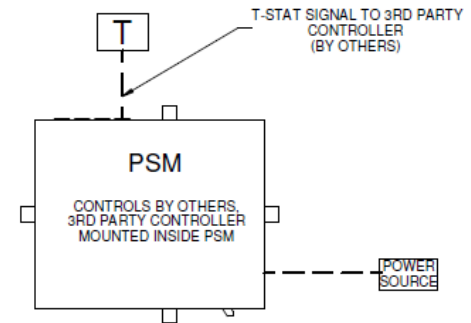 T-STAT SIGNAL TO 3RD PARTY
CONTROLLER
(BY OTHERS)
T
PSM
CONTROLS BY OTHERS,
3RD PARTY CONTROLLER
MOUNTED INSIDE PSM
POWER
SOURCE